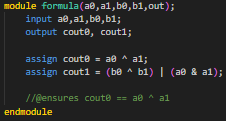 module formula(a0,a1,b0,b1,out);
input a0,a1,b0,b1;
output cout0, cout1;
assign cout0 = a0 ^ a1;
assign cout1 = (b0 ^ b1) | (a0 & a1);
//@ensures cout0 == a0 ^ a1
endmodule